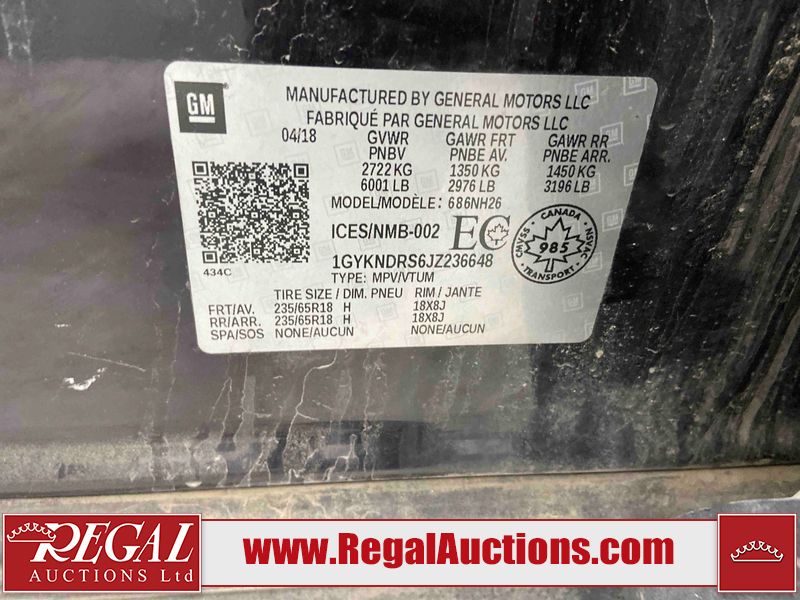 GM
MANUFACTURED BY GENERAL MOTORS LLC
FABRIQUÉ PAR GENERAL MOTORS LLC
04/18 GVWR GAWR FRT GAWR RR
PNBV PNBE AV. PNBE ARR.
2722 KG 1350 KG 1450 KG
6001 LB 2976 LB 3196 LB
MODEL/MODÈLE: 686NH26
ICES/NMB-002 EC
CANADA
CMVSS 985 NSVAC
TRANSPORT
434C
1GYKNDRS6JZ236648
TYPE: MPV/VTUM
TIRE SIZE / DIM. PNEU RIM / JANTE
FRT/AV. 235/65R18 H 18X8J
RR/ARR. 235/65R18 H 18X8J
SPA/SOS NONE/AUCUN NONE/AUCUN
REGAL
AUCTIONS Ltd
www.RegalAuctions.com